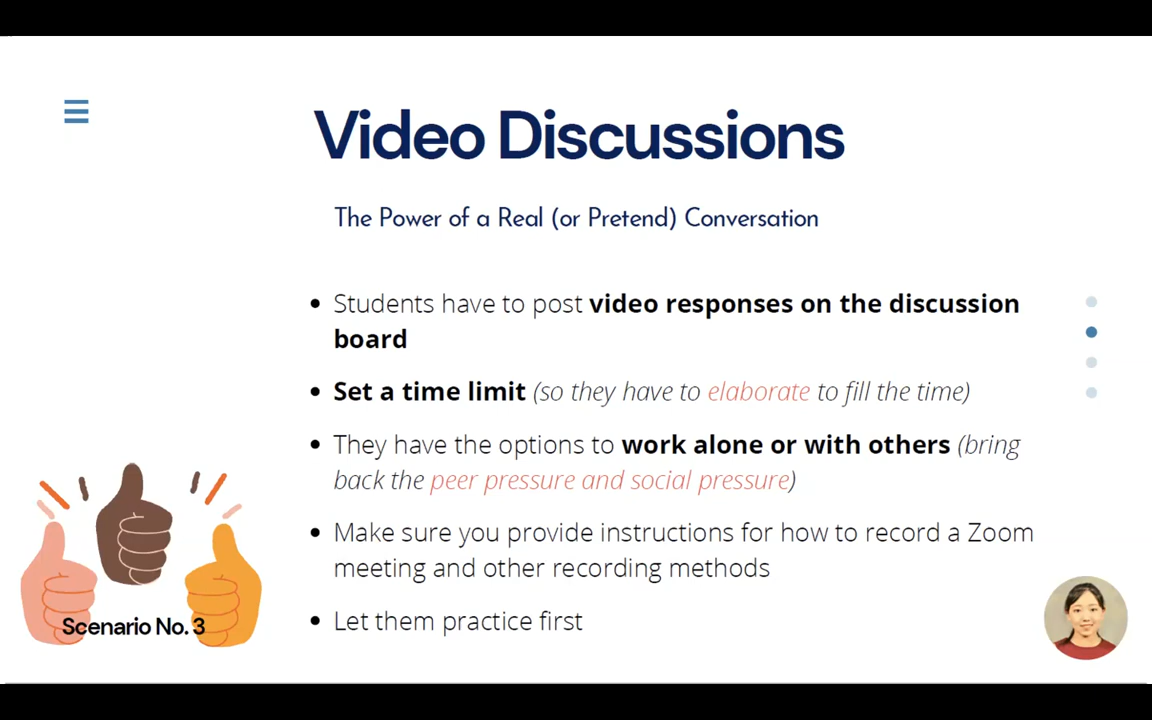 Video Discussions
The Power of a Real (or Pretend) Conversation
Students have to post video responses on the discussion
board
Set a time limit (so they have to elaborate to fill the time)
They have the options to work alone or with others (bring
back the peer pressure and social pressure)
Make sure you provide instructions for how to record a Zoom
meeting and other recording methods
Let them practice first
Scenario No. 3